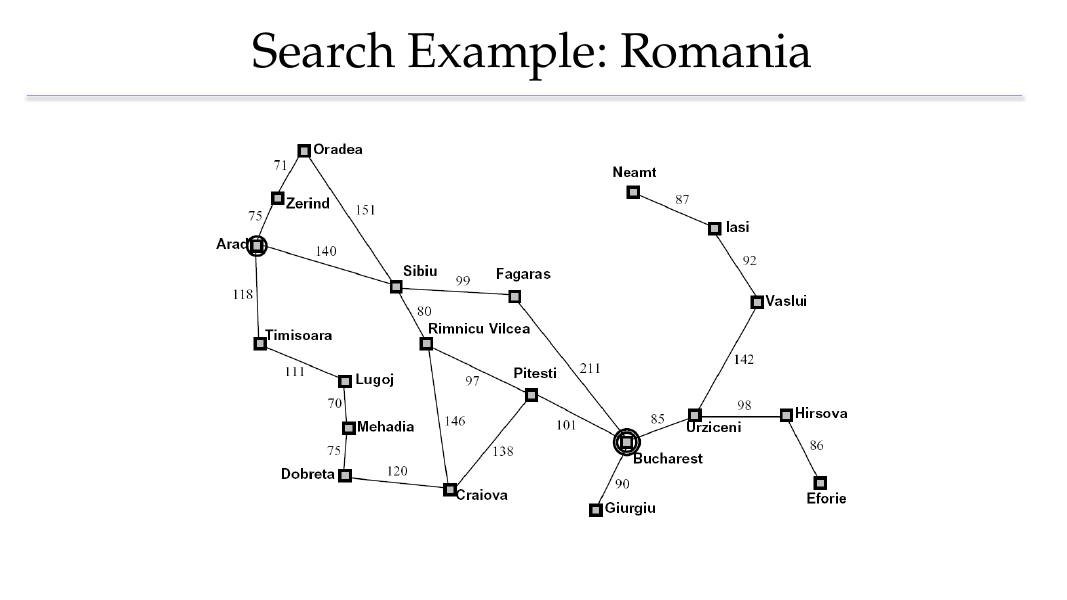 Search Example: Romania
Oradea
71
Neamt
87
Zerind
151
75
Iasi
Arad
140
92
Sibiu
Fagaras
99
118
80
Vaslui
Timisoara
Rimnicu Vilcea
142
211
111
Lugoj
97
Pitesti
70
98
Hirsova
Mehadia
146
101
85
Urziceni
75
138
86
Dobreta
120
Bucharest
90
Craiova
Giurgiu
Eforie